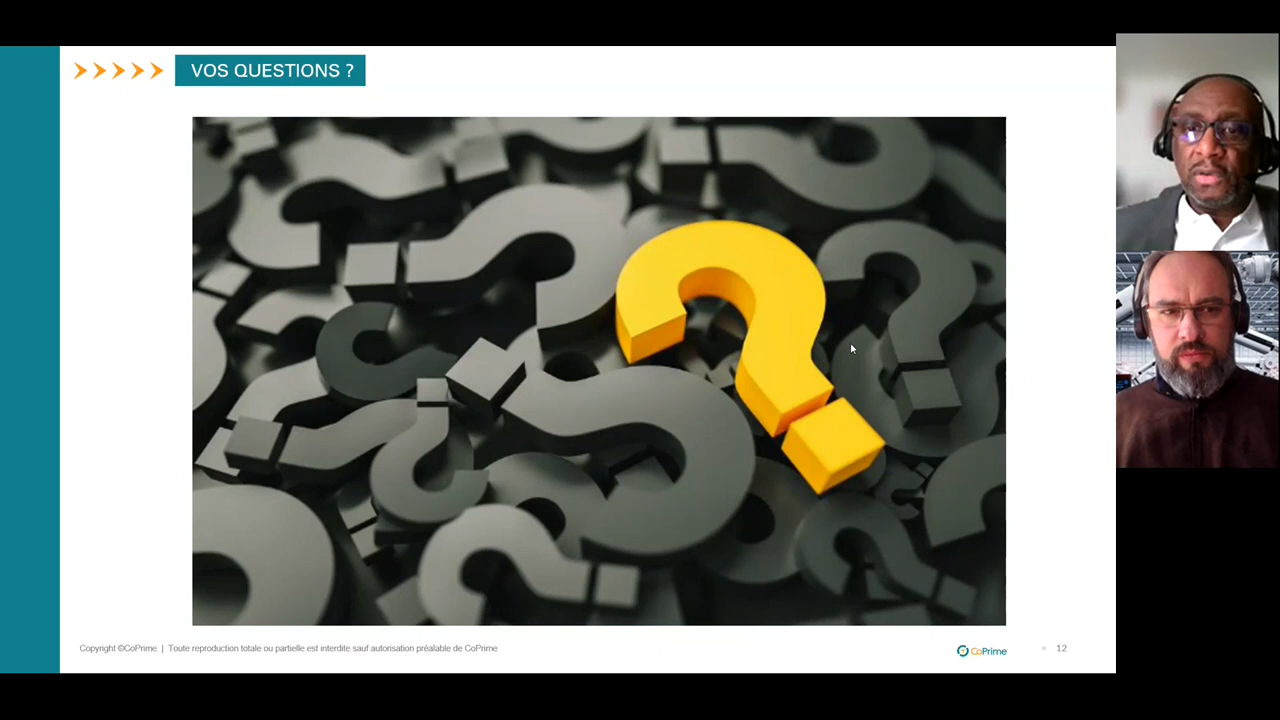 VOS QUESTIONS ?
Copyright ©CoPrime | Toute reproduction totale ou partielle est interdite sauf autorisation préalable de CoPrime
CoPrime
12